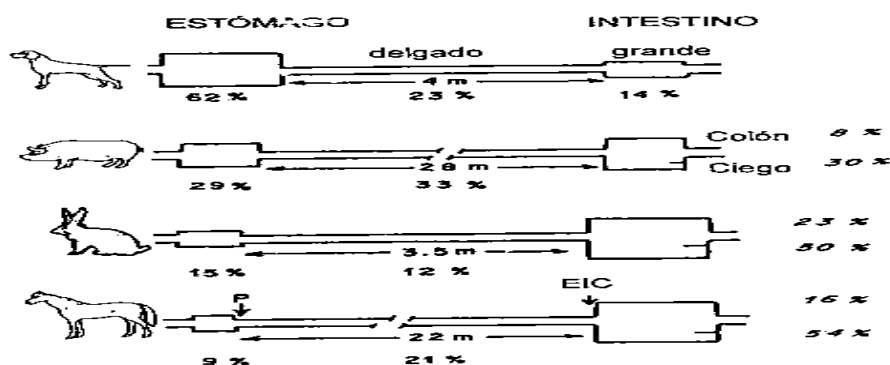 ESTÓMAGO INTESTINO
delgado grande
4 m
62 % 23 % 14 %
Colón 8 %
28 m Ciego 30 %
29 % 33 %
23 %
3.5 m 50 %
15 % 12 %
P EIC 16 %
22 m 54 %
9 % 21 %